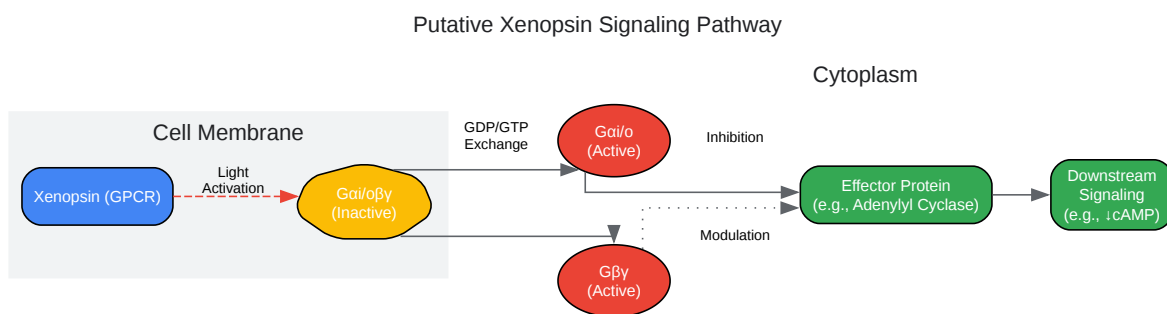 Putative Xenopsin Signaling Pathway
Cytoplasm
Cell Membrane
Xenopsin (GPCR)
Light
Activation
Gαi/oβγ
(Inactive)
GDP/GTP
Exchange
Gαi/o
(Active)
Gβγ
(Active)
Inhibition
Modulation
Effector Protein
(e.g., Adenylyl Cyclase)
Downstream
Signaling
(e.g., ↓cAMP)